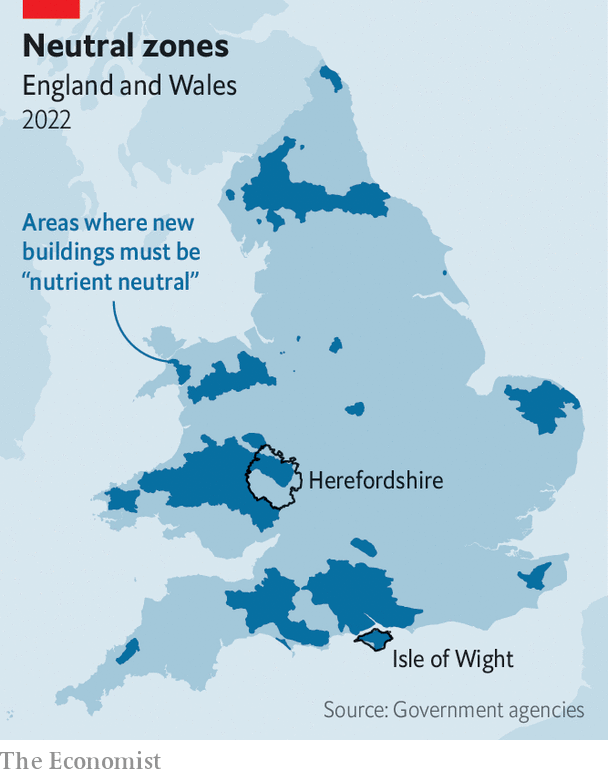 Neutral zones
England and Wales
2022
Areas where new
buildings must be
“nutrient neutral”
Herefordshire
Isle of Wight
Source: Government agencies
The Economist